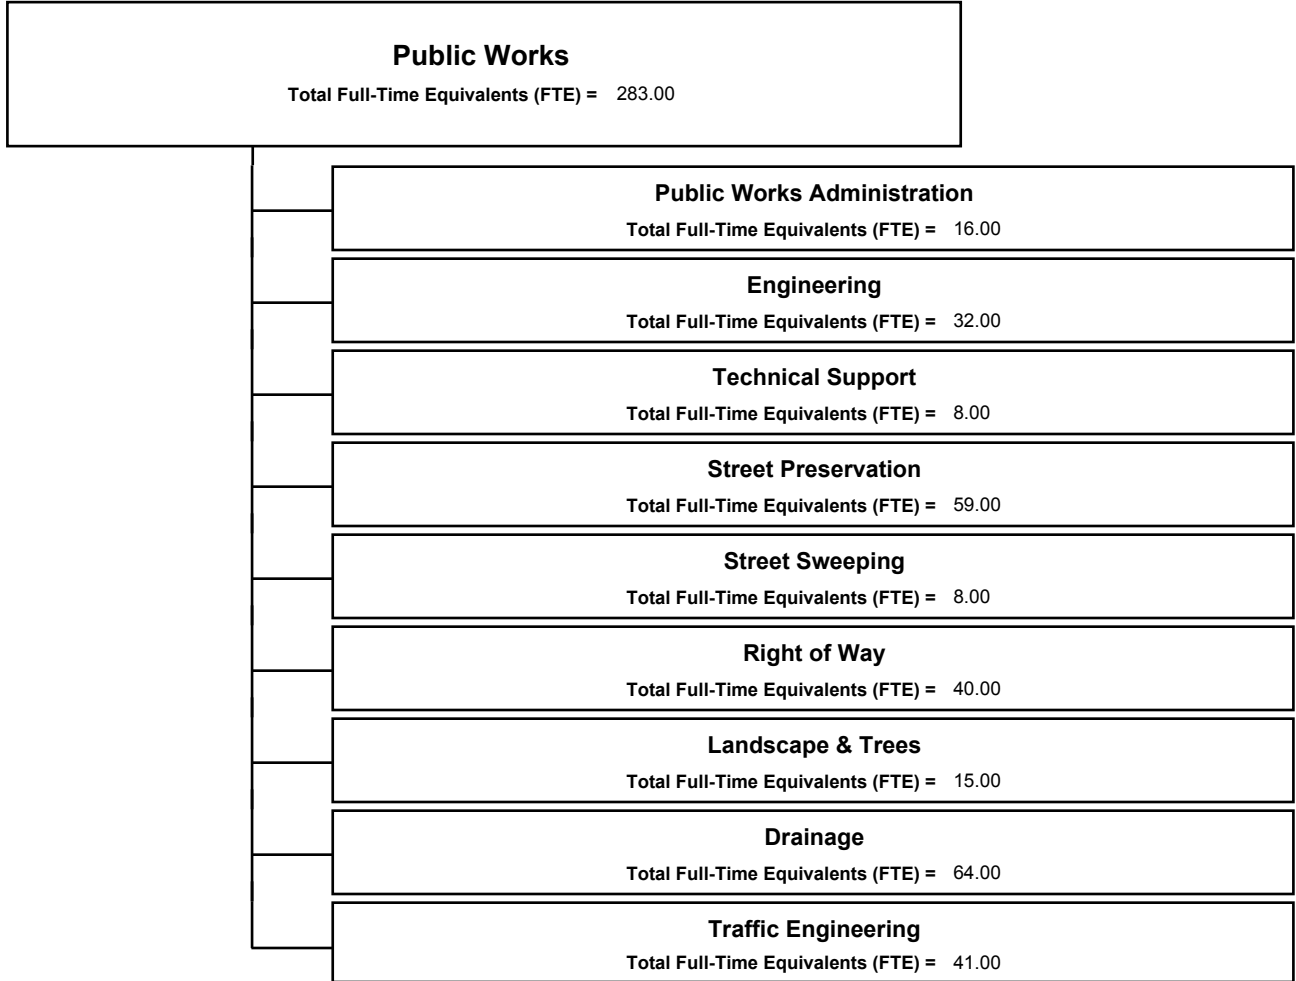 Public Works
Total Full-Time Equivalents (FTE) = 283.00
Public Works Administration
Total Full-Time Equivalents (FTE) = 16.00
Engineering
Total Full-Time Equivalents (FTE) = 32.00
Technical Support
Total Full-Time Equivalents (FTE) = 8.00
Street Preservation
Total Full-Time Equivalents (FTE) = 59.00
Street Sweeping
Total Full-Time Equivalents (FTE) = 8.00
Right of Way
Total Full-Time Equivalents (FTE) = 40.00
Landscape & Trees
Total Full-Time Equivalents (FTE) = 15.00
Drainage
Total Full-Time Equivalents (FTE) = 64.00
Traffic Engineering
Total Full-Time Equivalents (FTE) = 41.00